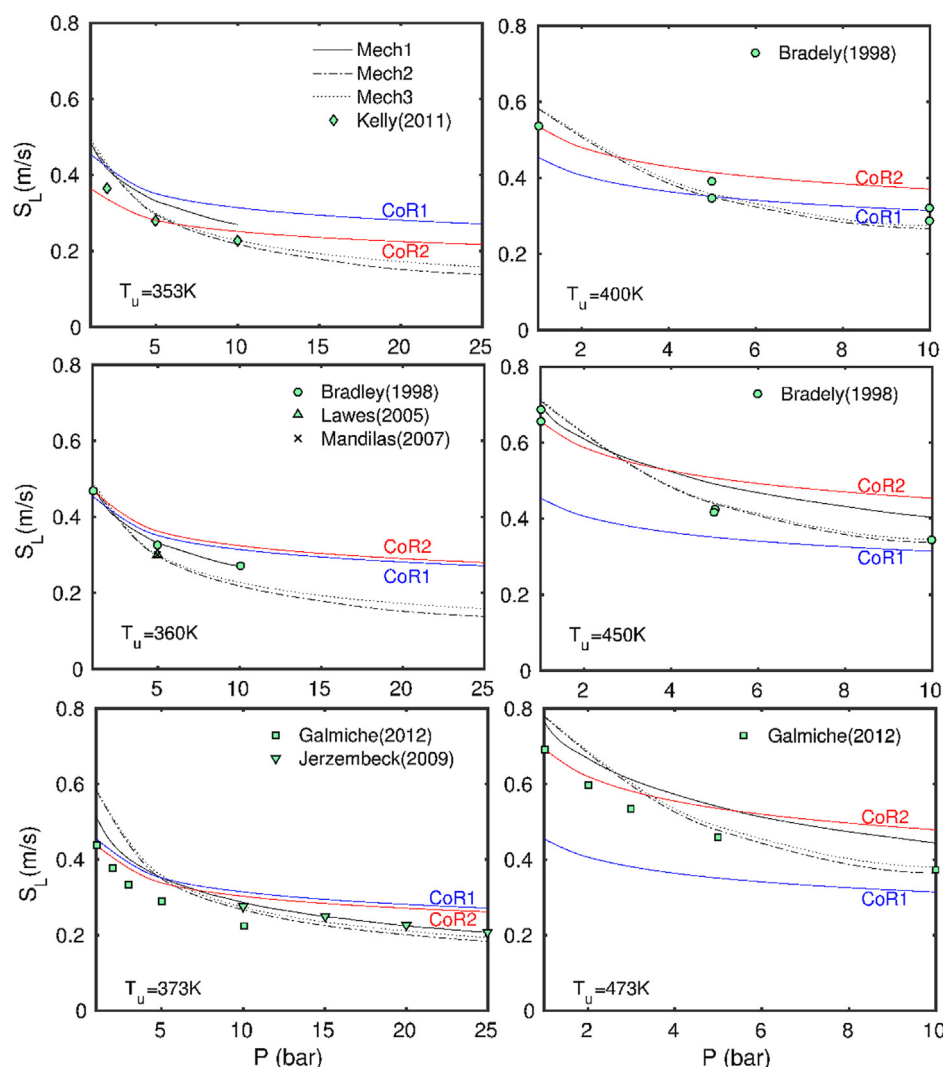 0.8
0.6
0.4
0.2
0
S_L(m/s)
Mech1
Mech2
Mech3
Kelly(2011)
CoR1
CoR2
T_u=353K
5 10 15 20 25
0.8
0.6
0.4
0.2
0
Bradely(1998)
CoR2
CoR1
T_u=400K
2 4 6 8 10
0.8
0.6
0.4
0.2
0
S_L(m/s)
Bradley(1998)
Lawes(2005)
Mandilas(2007)
CoR2
CoR1
T_u=360K
5 10 15 20 25
0.8
0.6
0.4
0.2
0
Bradely(1998)
CoR2
CoR1
T_u=450K
2 4 6 8 10
0.8
0.6
0.4
0.2
0
S_L(m/s)
Galmiche(2012)
Jerzembeck(2009)
CoR1
CoR2
T_u=373K
5 10 15 20 25
P (bar)
0.8
0.6
0.4
0.2
0
Galmiche(2012)
CoR2
CoR1
T_u=473K
2 4 6 8 10
P (bar)